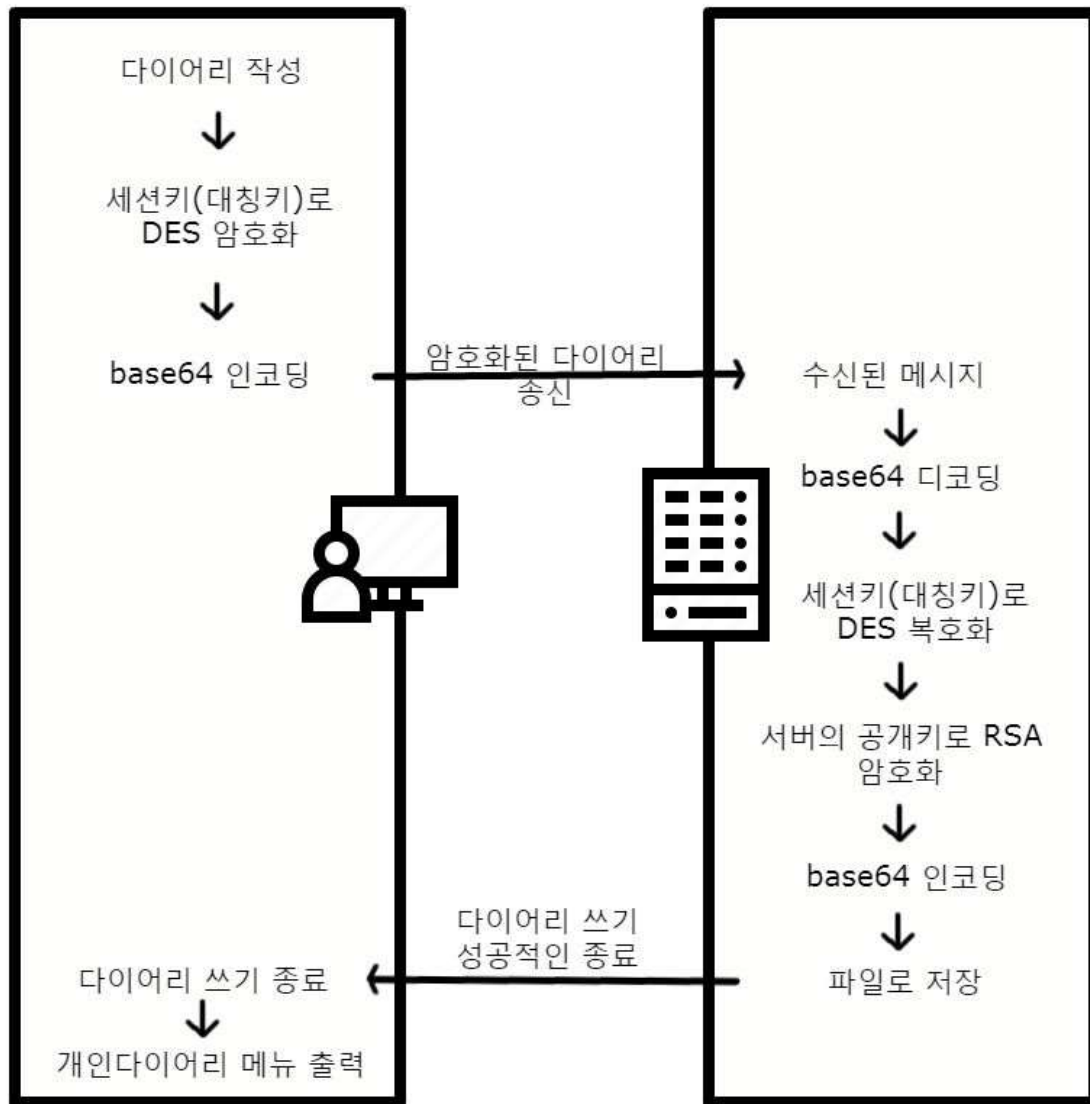 다이어리 작성
세션키(대칭키)로
DES 암호화
base64 인코딩
암호화된 다이어리
송신
수신된 메시지
base64 디코딩
세션키(대칭키)로
DES 복호화
서버의 공개키로 RSA
암호화
base64 인코딩
파일로 저장
다이어리 쓰기
성공적인 종료
다이어리 쓰기 종료
개인다이어리 메뉴 출력